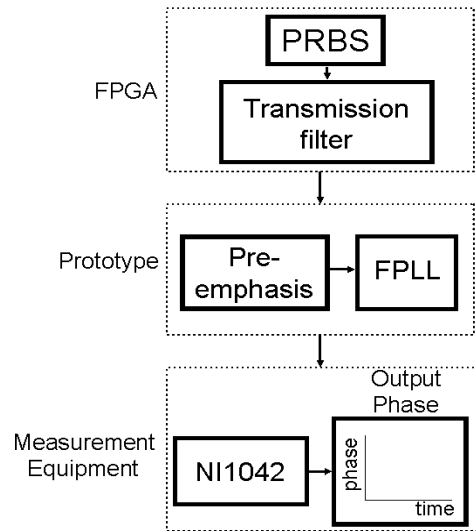 PRBS
FPGA
Transmission
filter
Prototype
Pre-
emphasis
FPLL
Output
Phase
Measurement
Equipment
NI1042
phase
time